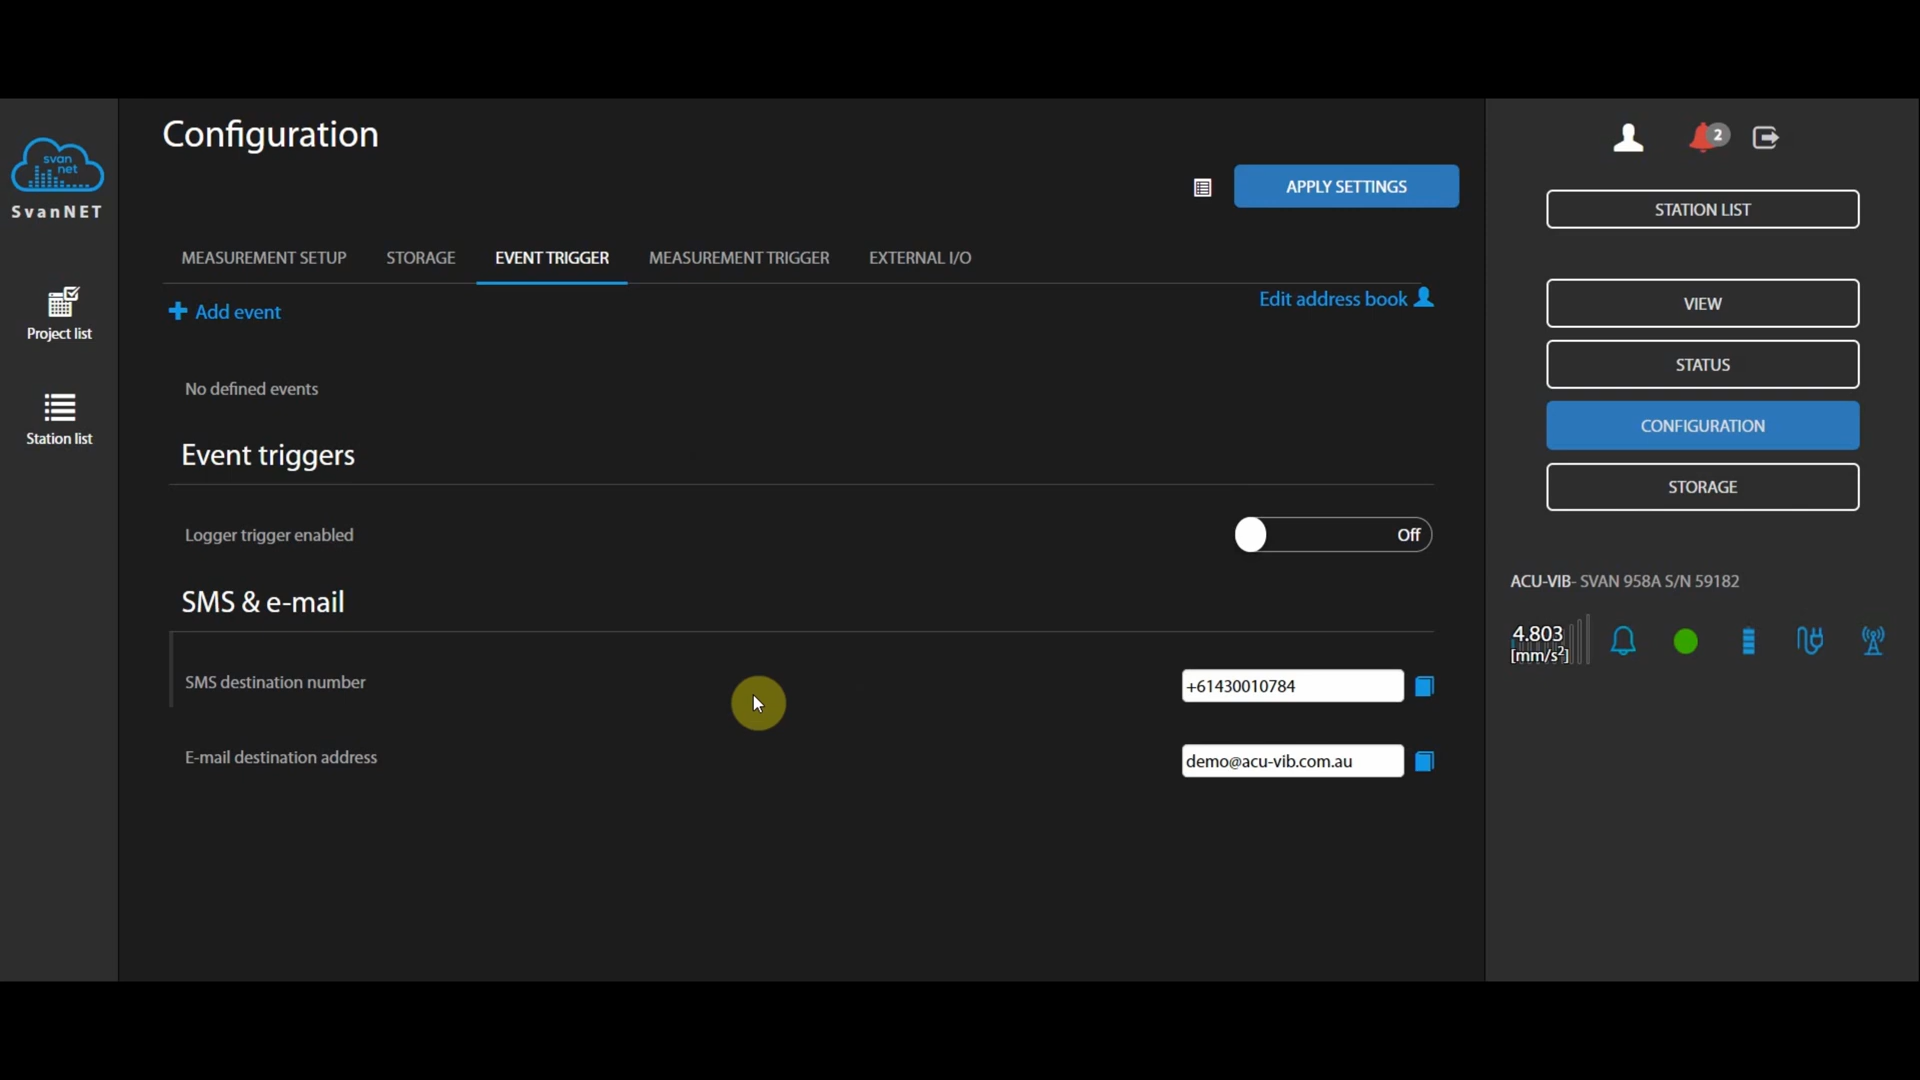 Configuration
svan
net
SvanNET
APPLY SETTINGS
2
STATION LIST
MEASUREMENT SETUP STORAGE EVENT TRIGGER MEASUREMENT TRIGGER EXTERNAL I/O
Add event
Edit address book
Project list
VIEW
STATUS
No defined events
Station list
CONFIGURATION
Event triggers
STORAGE
Logger trigger enabled
Off
ACU-VIB- SVAN 958A S/N 59182
SMS & e-mail
4.803
[mm/s²]
SMS destination number
+61430010784
E-mail destination address
demo@acu-vib.com.au